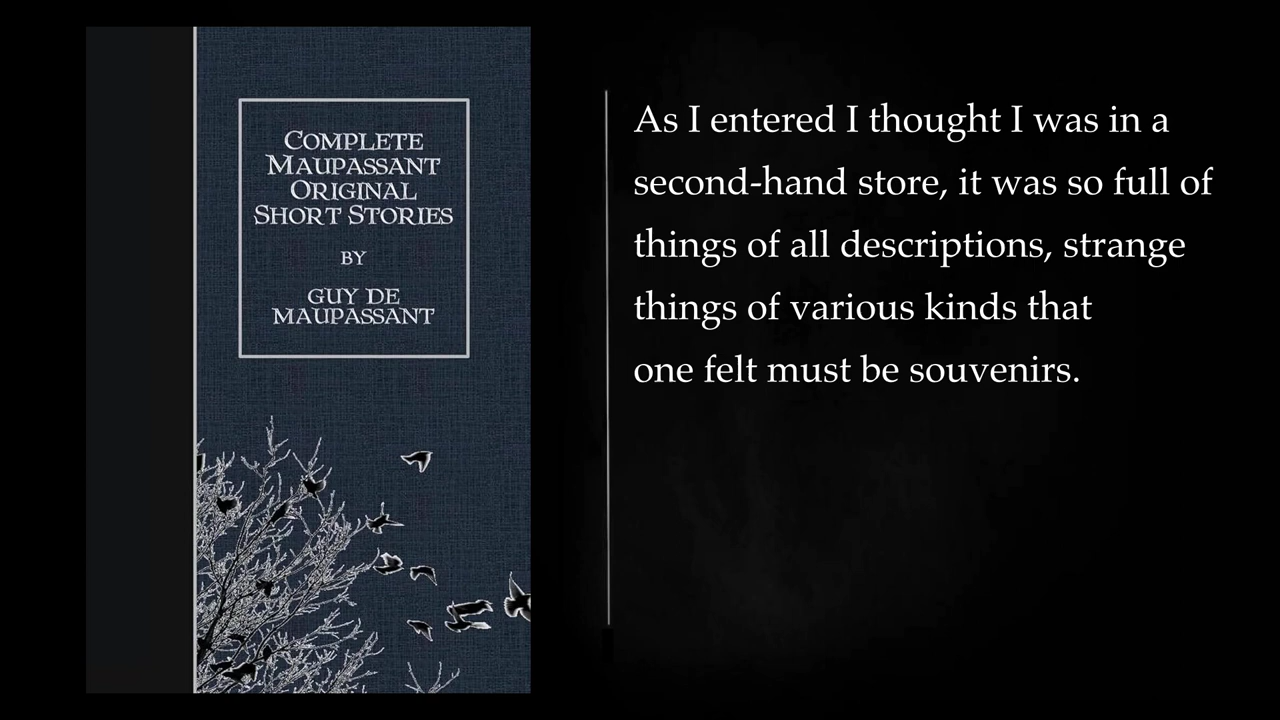 COMPLETE
MAUPASSANT
ORIGINAL
SHORT STORIES
BY
GUY DE
MAUPASSANT
As I entered I thought I was in a
second-hand store, it was so full of
things of all descriptions, strange
things of various kinds that
one felt must be souvenirs.